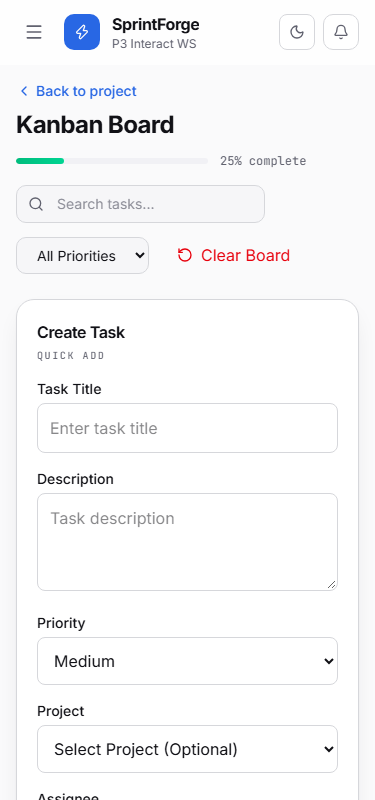 SprintForge
P3 Interact WS
Back to project
Kanban Board
25% complete
Search tasks...
All Priorities
Clear Board
Create Task
QUICK ADD
Task Title
Enter task title
Description
Task description
Priority
Medium
Project
Select Project (Optional)
Assignee